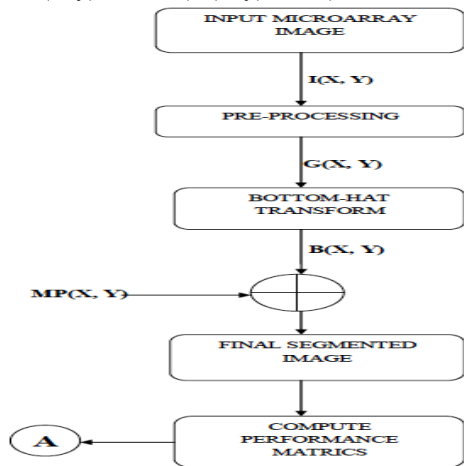 INPUT MICROARRAY
IMAGE
I(X, Y)
PRE-PROCESSING
G(X, Y)
BOTTOM-HAT
TRANSFORM
B(X, Y)
MP(X, Y)
FINAL SEGMENTED
IMAGE
COMPUTE
PERFORMANCE
MATRICS
A